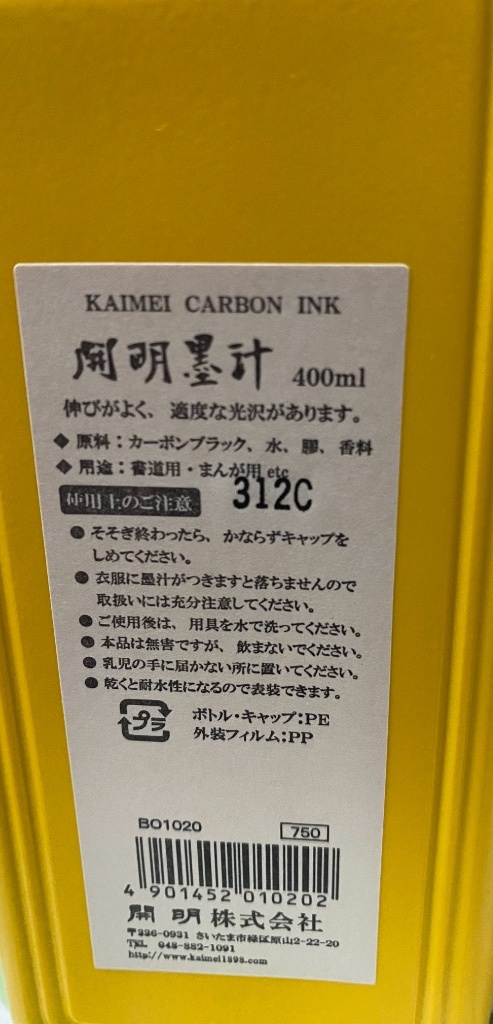 KAIMEI CARBON INK
開明墨汁 400ml
伸びがよく、適度な光沢があります。
◆ 原料：カーボンブラック、水、膠、香料
◆ 用途：書道用・まんが用 etc
312C
使用上のご注意
● そそぎ終わったら、かならずキャップを
しめてください。
● 衣服に墨汁がつきますと落ちませんので
取扱いには充分注意してください。
● ご使用後は、用具を水で洗ってください。
● 本品は無害ですが、飲まないでください。
● 乳児の手に届かない所に置いてください。
● 乾くと耐水性になるので表装できます。
プラ
ボトル・キャップ：PE
外装フィルム：PP
BO1020 750
4 901452 010202
開明株式会社
〒336-0931 さいたま市緑区原山2-22-20
TEL 048-882-1091
http://www.kaimei1898.com